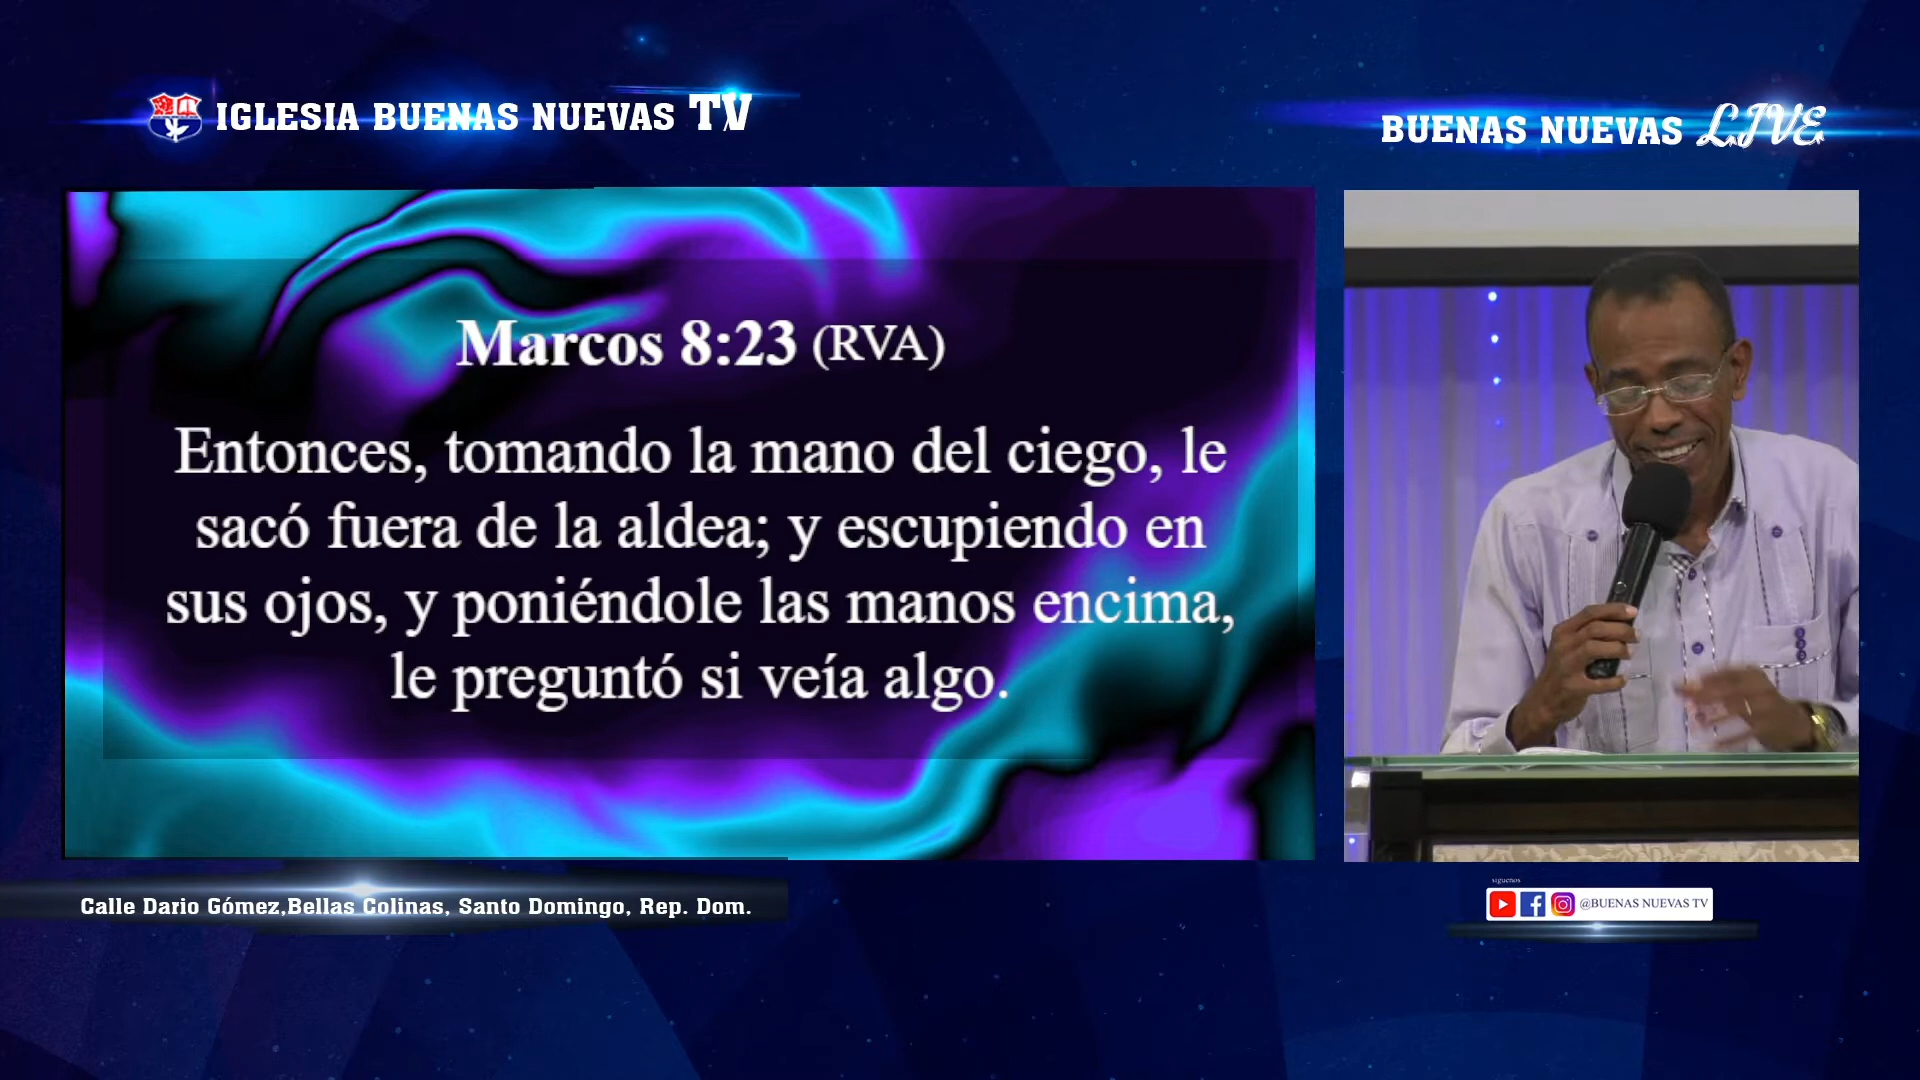 IGLESIA BUENAS NUEVAS TV
BUENAS NUEVAS LIVE
Marcos 8:23 (RVA)
Entonces, tomando la mano del ciego, le
sacó fuera de la aldea; y escupiendo en
sus ojos, y poniéndole las manos encima,
le preguntó si veía algo.
Calle Dario Gómez,Bellas Colinas, Santo Domingo, Rep. Dom.
siguenos
@BUENAS NUEVAS TV